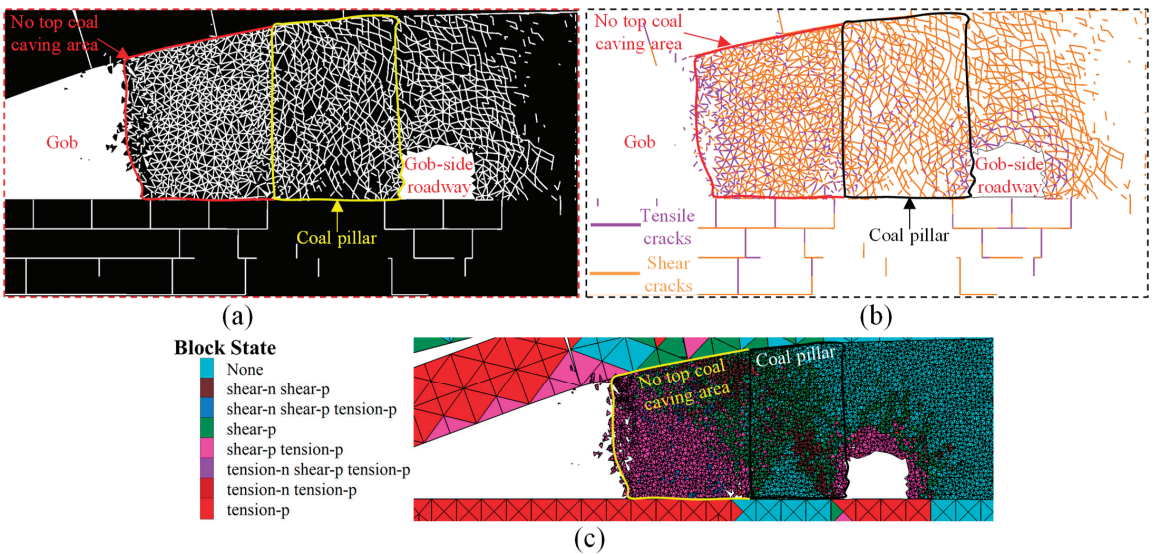 No top coal
caving area
Gob
Gob-side
roadway
Coal pillar
(a)
No top coal
caving area
Gob
Gob-side
roadway
Tensile
cracks
Coal pillar
Shear
cracks
(b)
Block State
None
shear-n shear-p
shear-n shear-p tension-p
shear-p
shear-p tension-p
tension-n shear-p tension-p
tension-n tension-p
tension-p
No top coal
caving area
Coal pillar
(c)